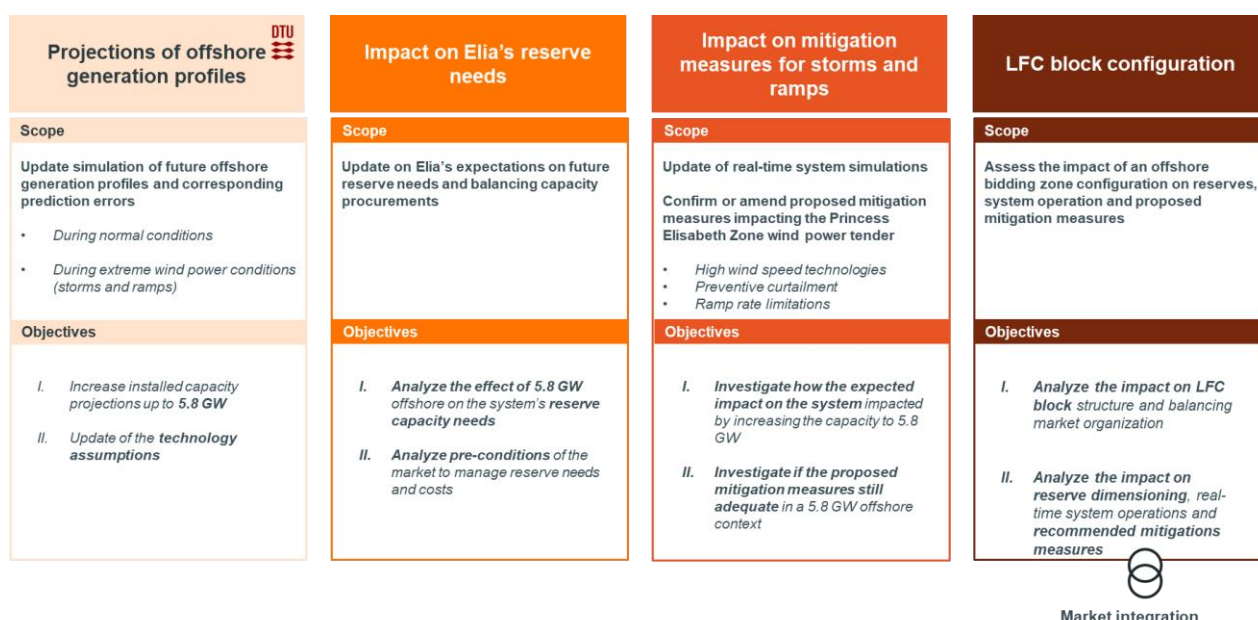 DTU
Projections of offshore
generation profiles
Scope
Update simulation of future offshore
generation profiles and corresponding
prediction errors
• During normal conditions
• During extreme wind power conditions
(storms and ramps)
Objectives
I. Increase installed capacity
projections up to 5.8 GW
II. Update of the technology
assumptions
Impact on Elia's reserve
needs
Scope
Update on Elia's expectations on future
reserve needs and balancing capacity
procurements
Objectives
I. Analyze the effect of 5.8 GW
offshore on the system's reserve
capacity needs
II. Analyze pre-conditions of the
market to manage reserve needs
and costs
Impact on mitigation
measures for storms and
ramps
Scope
Update of real-time system simulations
Confirm or amend proposed mitigation
measures impacting the Princess
Elisabeth Zone wind power tender
• High wind speed technologies
• Preventive curtailment
• Ramp rate limitations
Objectives
I. Investigate how the expected
impact on the system impacted
by increasing the capacity to 5.8
GW
II. Investigate if the proposed
mitigation measures still
adequate in a 5.8 GW offshore
context
LFC block configuration
Scope
Assess the impact of an offshore
bidding zone configuration on reserves,
system operation and proposed
mitigation measures
Objectives
I. Analyze the impact on LFC
block structure and balancing
market organization
II. Analyze the impact on
reserve dimensioning, real-
time system operations and
recommended mitigations
measures
Market integration